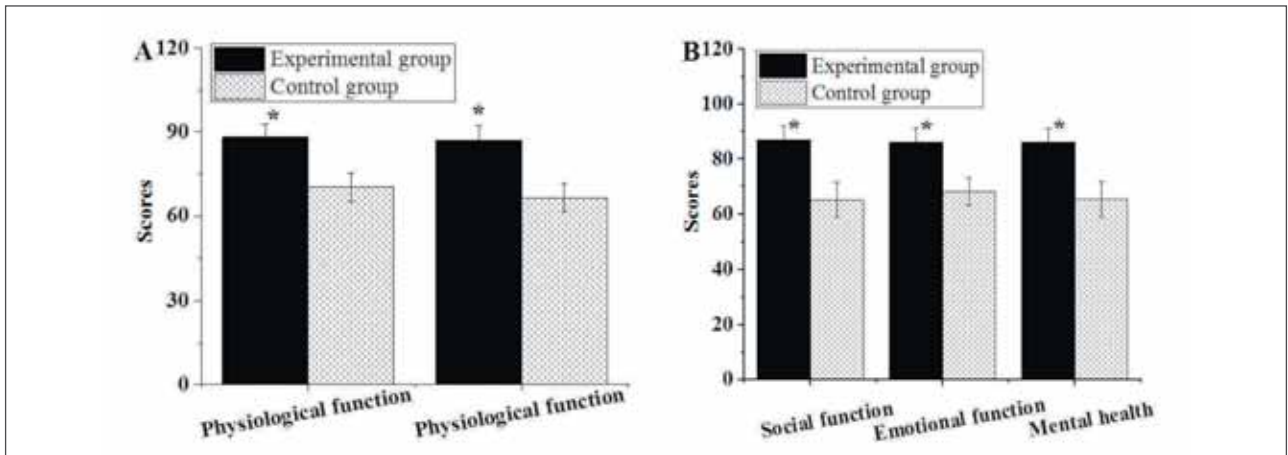 A
120
Experimental group
Control group
*
*
90
60
30
0
Scores
Physiological function
Physiological function
B
120
Experimental group
Control group
100
*
*
*
80
60
40
20
0
Scores
Social function
Emotional function
Mental health